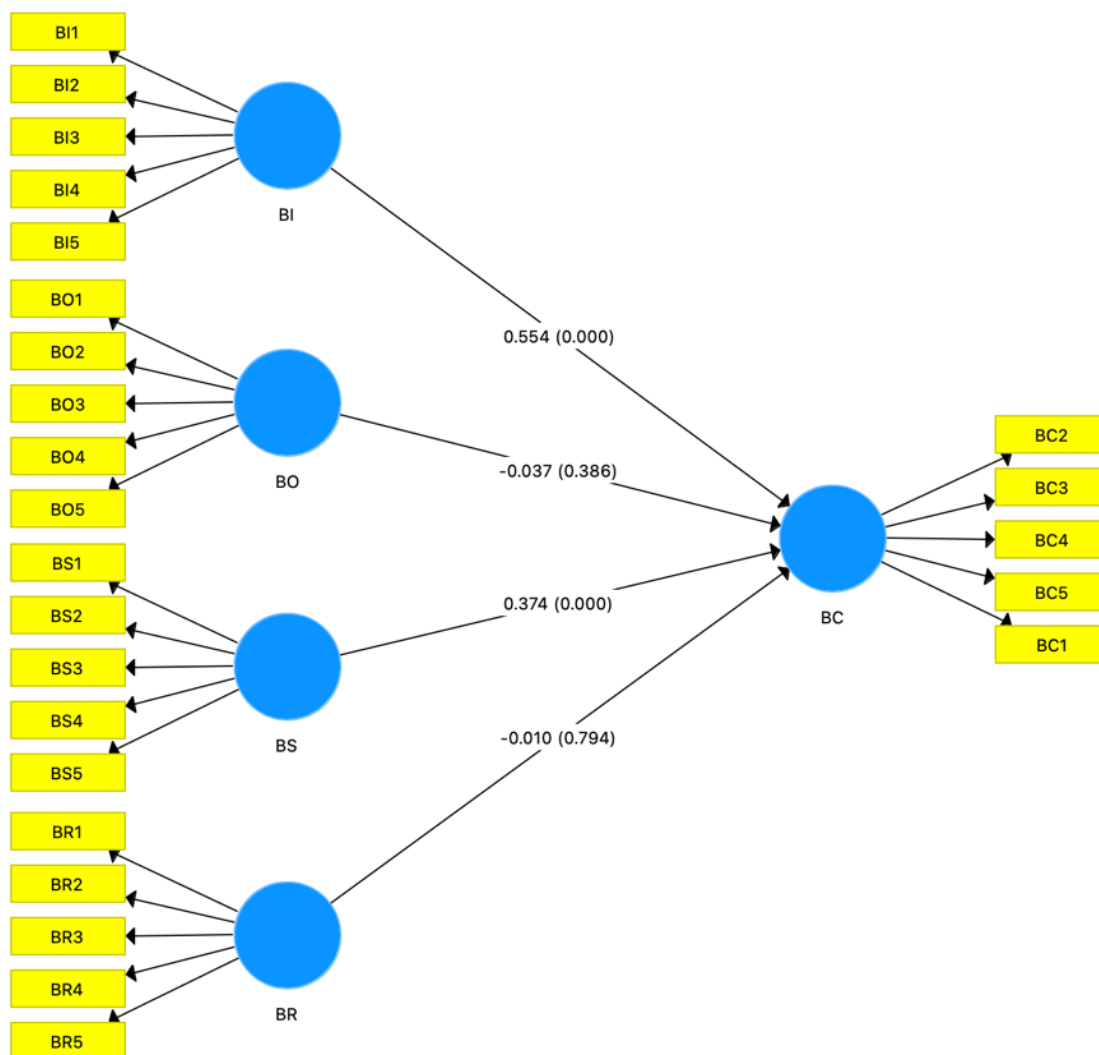 BI1
BI2
BI3
BI4
BI5
BI
0.554 (0.000)
BO1
BO2
BO3
BO4
BO5
BO
-0.037 (0.386)
BS1
BS2
BS3
BS4
BS5
BS
0.374 (0.000)
BR1
BR2
BR3
BR4
BR5
BR
-0.010 (0.794)
BC
BC2
BC3
BC4
BC5
BC1